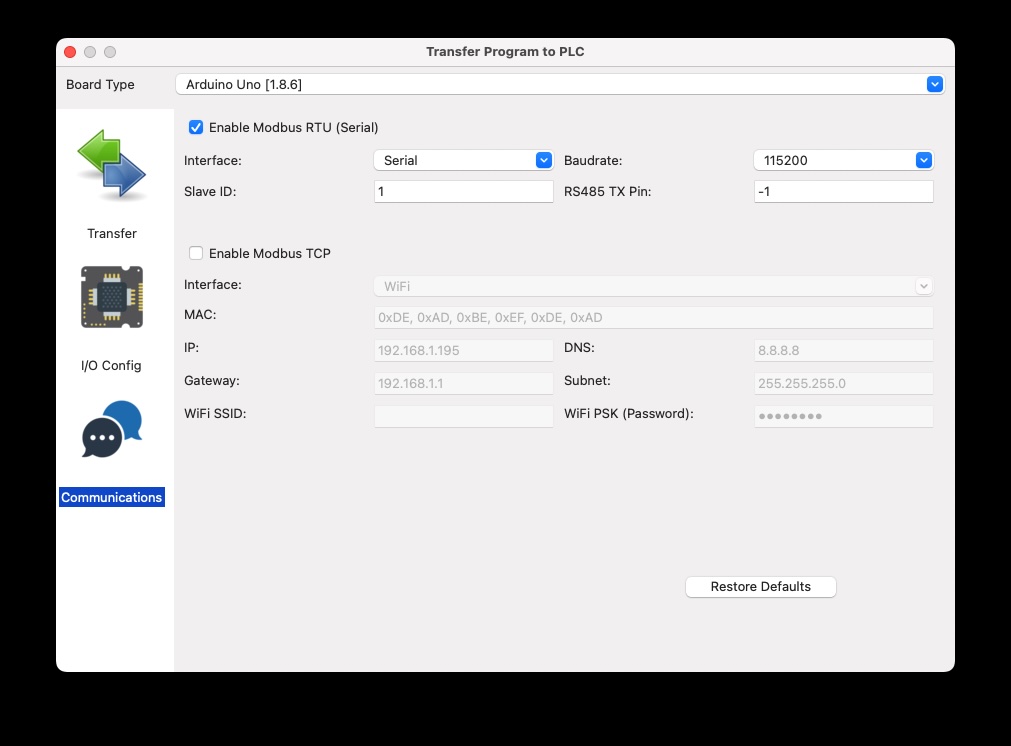 Transfer Program to PLC
Board Type Arduino Uno [1.8.6]
Enable Modbus RTU (Serial)
Interface: Serial Baudrate: 115200
Slave ID: 1 RS485 TX Pin: -1
Transfer
Enable Modbus TCP
Interface: WiFi
MAC: 0xDE, 0xAD, 0xBE, 0xEF, 0xDE, 0xAD
IP: 192.168.1.195 DNS: 8.8.8.8
I/O Config
Gateway: 192.168.1.1 Subnet: 255.255.255.0
WiFi SSID: WiFi PSK (Password): ●●●●●●●●
Communications
Restore Defaults